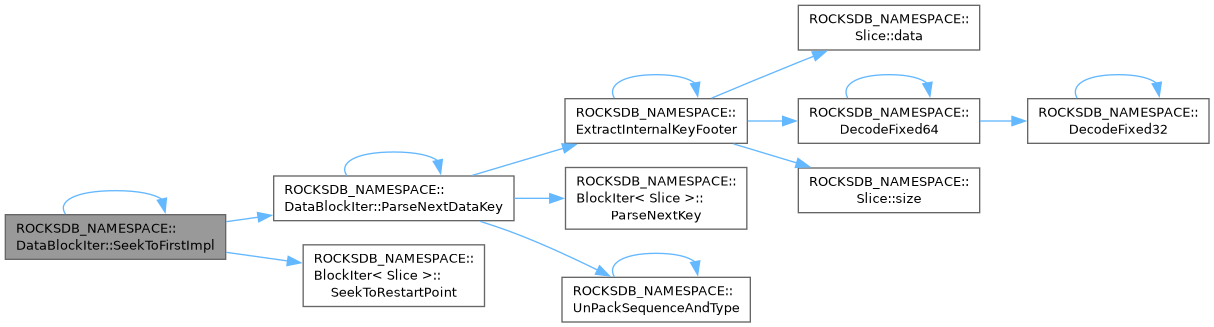 ROCKSDB_NAMESPACE::
Slice::data
ROCKSDB_NAMESPACE::
ExtractInternalKeyFooter
ROCKSDB_NAMESPACE::
DecodeFixed64
ROCKSDB_NAMESPACE::
DecodeFixed32
ROCKSDB_NAMESPACE::
DataBlockIter::ParseNextDataKey
ROCKSDB_NAMESPACE::
BlockIter< Slice >::
ParseNextKey
ROCKSDB_NAMESPACE::
Slice::size
ROCKSDB_NAMESPACE::
DataBlockIter::SeekToFirstImpl
ROCKSDB_NAMESPACE::
BlockIter< Slice >::
SeekToRestartPoint
ROCKSDB_NAMESPACE::
UnPackSequenceAndType